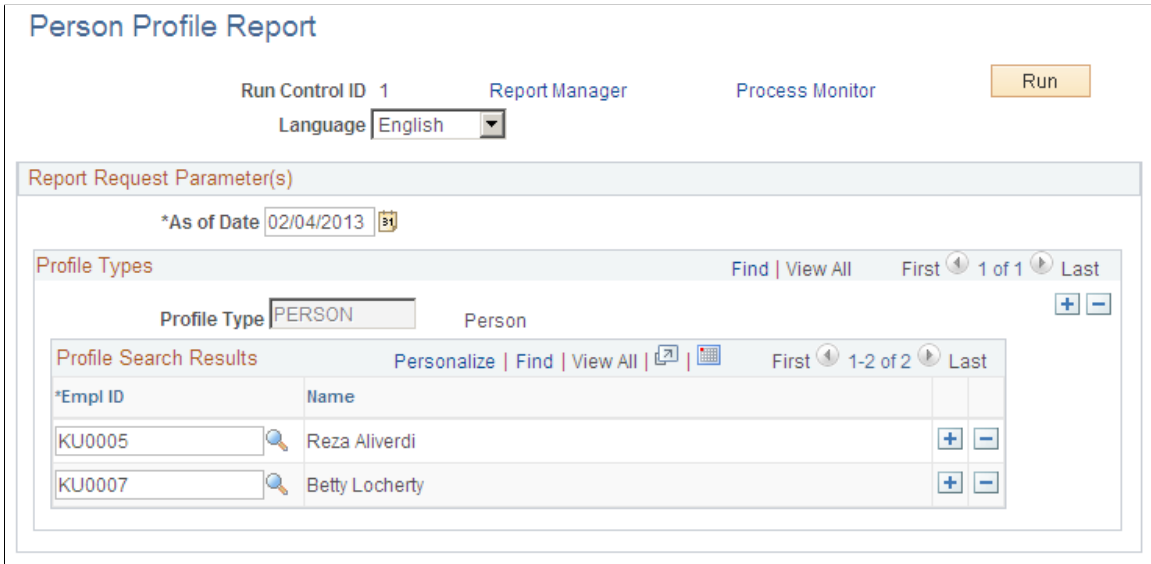 Person Profile Report
Run Control ID 1 Report Manager Process Monitor Run
Language English
Report Request Parameter(s)
*As of Date 02/04/2013 31
Profile Types Find | View All First 1 of 1 Last
Profile Type PERSON Person
Profile Search Results Personalize | Find | View All | | First 1-2 of 2 Last
*Empl ID Name
KU0005 Reza Aliverdi
KU0007 Betty Locherty